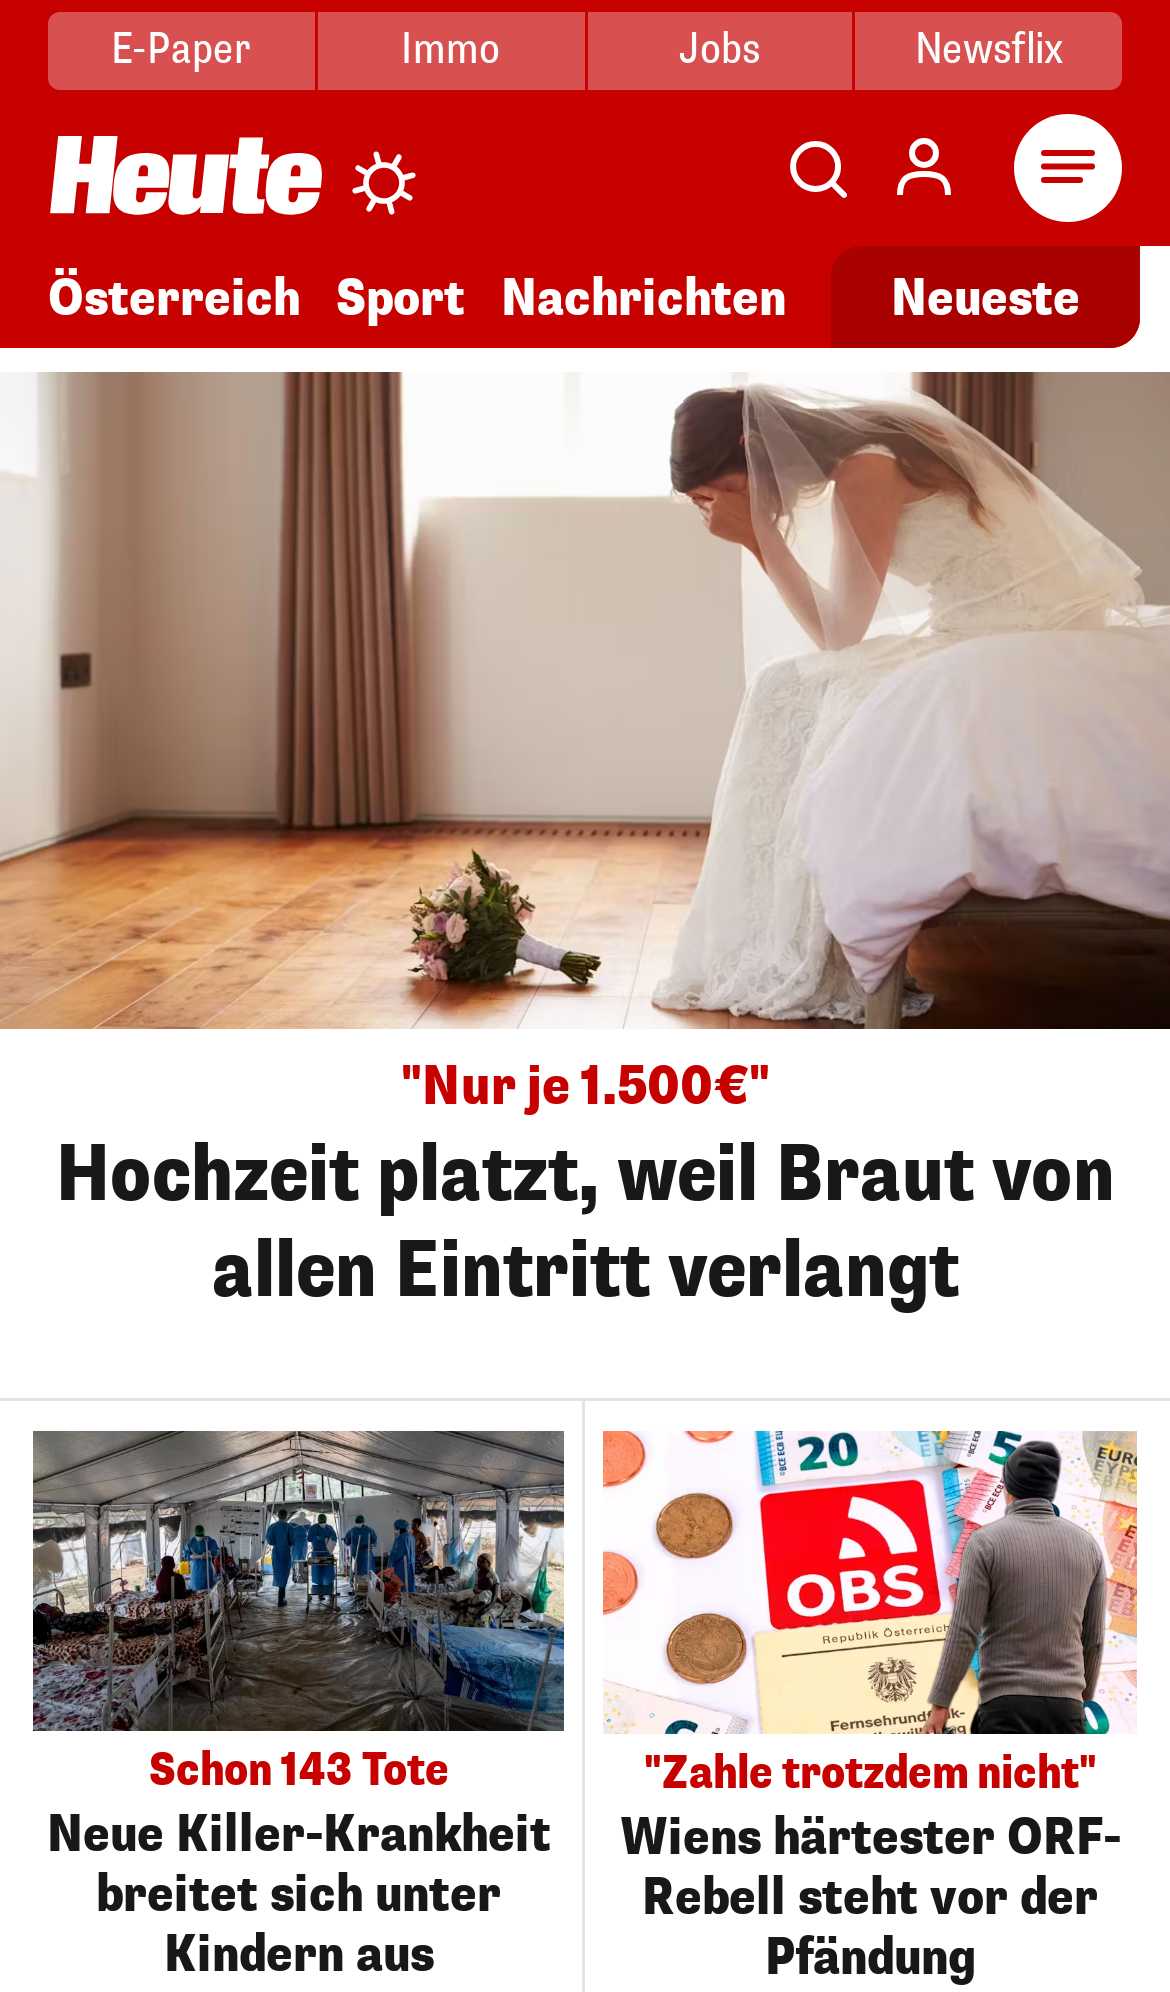 E-Paper
Immo
Jobs
Newsflix
Heute
Österreich
Sport
Nachrichten
Neueste
"Nur je 1.500€"
Hochzeit platzt, weil Braut von
allen Eintritt verlangt
Schon 143 Tote
Neue Killer-Krankheit
breitet sich unter
Kindern aus
20
5
EURO
OBS
Republik Österreich
"Zahle trotzdem nicht"
Wiens härtester ORF-
Rebell steht vor der
Pfändung